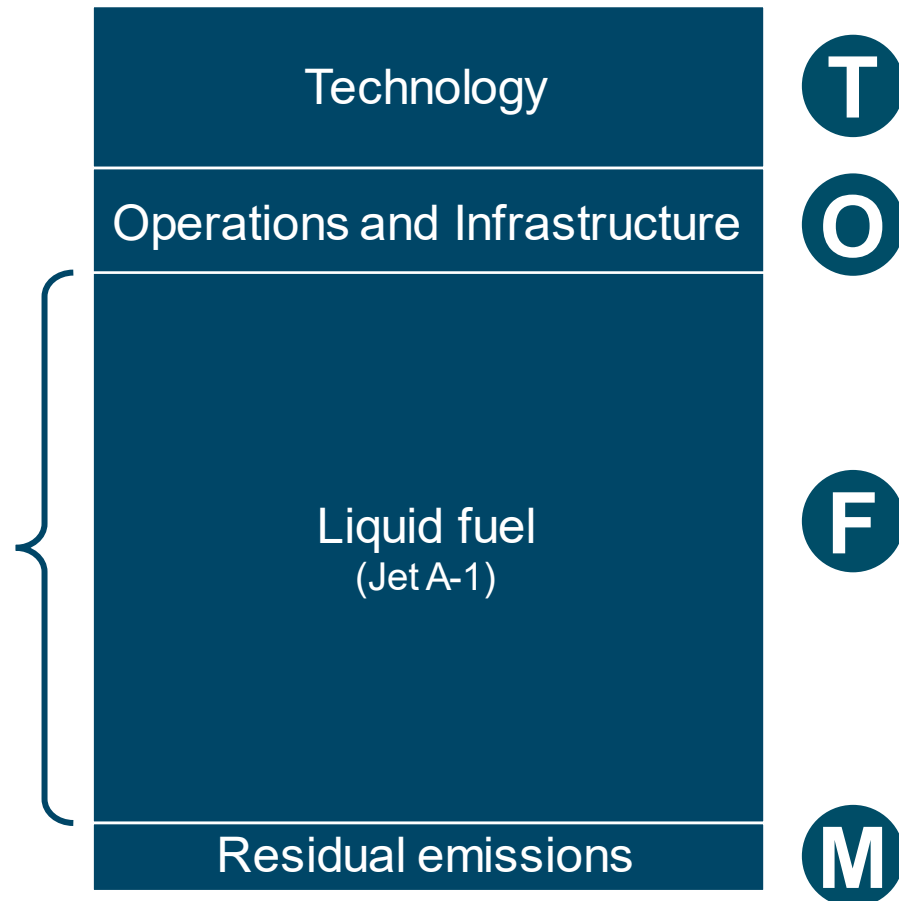 Technology
T
Operations and Infrastructure
O
Liquid fuel
(Jet A-1)
F
Residual emissions
M